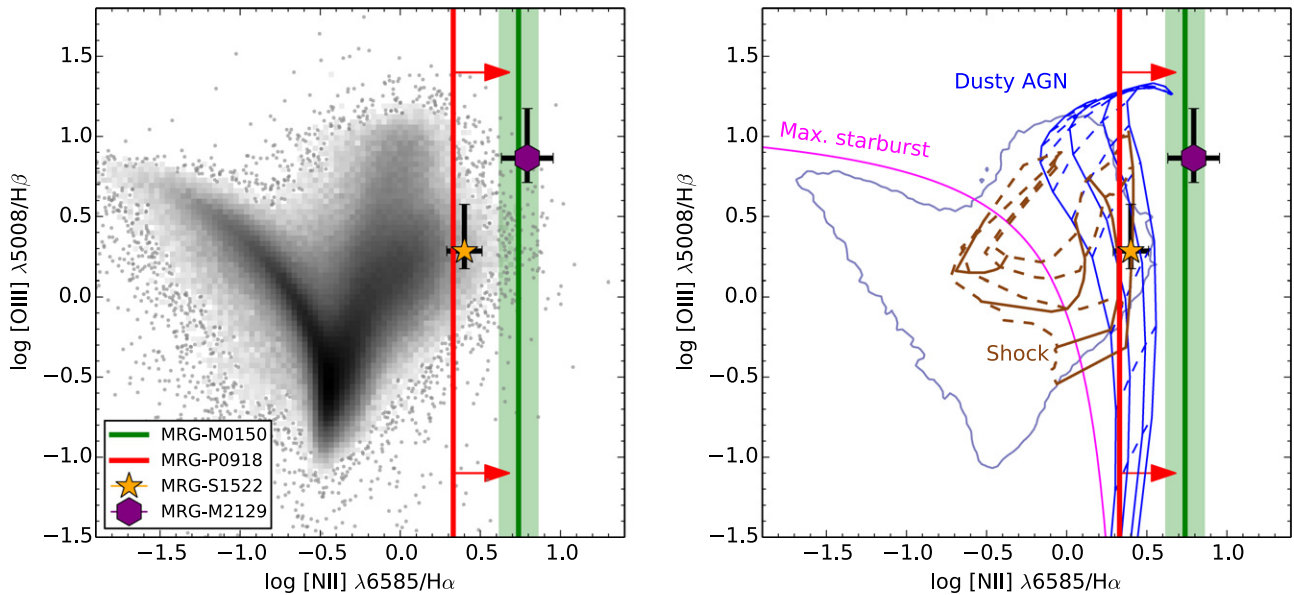 1.5
1.0
0.5
0.0
−0.5
−1.0
−1.5
log [OIII] λ5008/Hβ
MRG-M0150
MRG-P0918
MRG-S1522
MRG-M2129
−1.5 −1.0 −0.5 0.0 0.5 1.0
log [NII] λ6585/Hα
1.5
1.0
0.5
0.0
−0.5
−1.0
−1.5
log [OIII] λ5008/Hβ
Dusty AGN
Max. starburst
Shock
−1.5 −1.0 −0.5 0.0 0.5 1.0
log [NII] λ6585/Hα